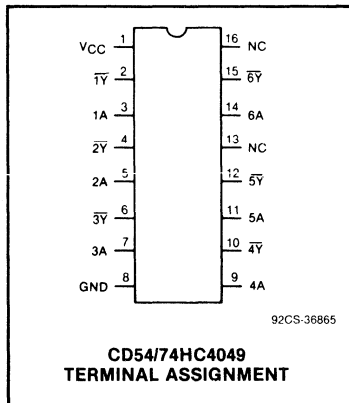 VCC 1 16 NC
1Y̅ 2 15 6Y̅
1A 3 14 6A
2Y̅ 4 13 NC
2A 5 12 5Y̅
3Y̅ 6 11 5A
3A 7 10 4Y̅
GND 8 9 4A
92CS-36865
CD54/74HC4049
TERMINAL ASSIGNMENT